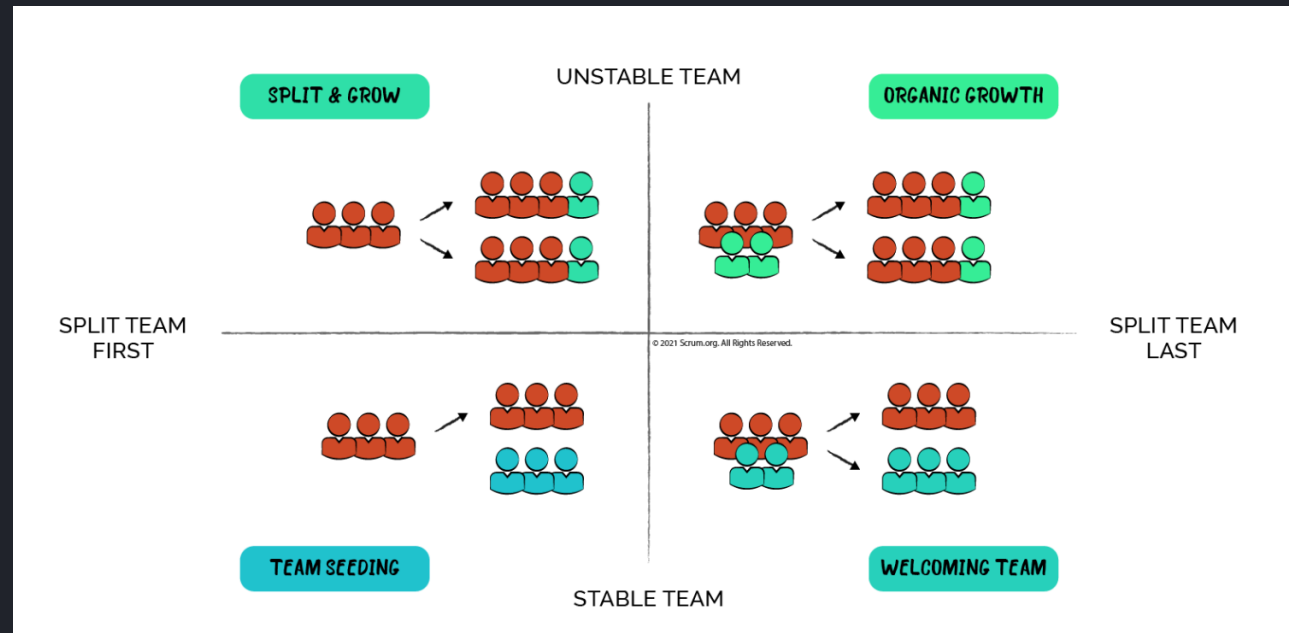 UNSTABLE TEAM
SPLIT & GROW
ORGANIC GROWTH
SPLIT TEAM
FIRST
SPLIT TEAM
LAST
© 2021 Scrum.org. All Rights Reserved.
TEAM SEEDING
WELCOMING TEAM
STABLE TEAM